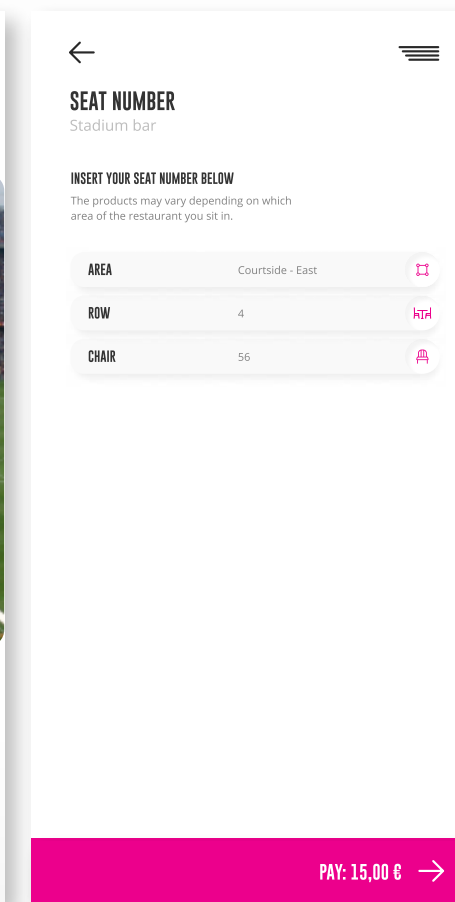 SEAT NUMBER
Stadium bar
INSERT YOUR SEAT NUMBER BELOW
The products may vary depending on which
area of the restaurant you sit in.
AREA Courtside - East
ROW 4
CHAIR 56
PAY: 15,00 €